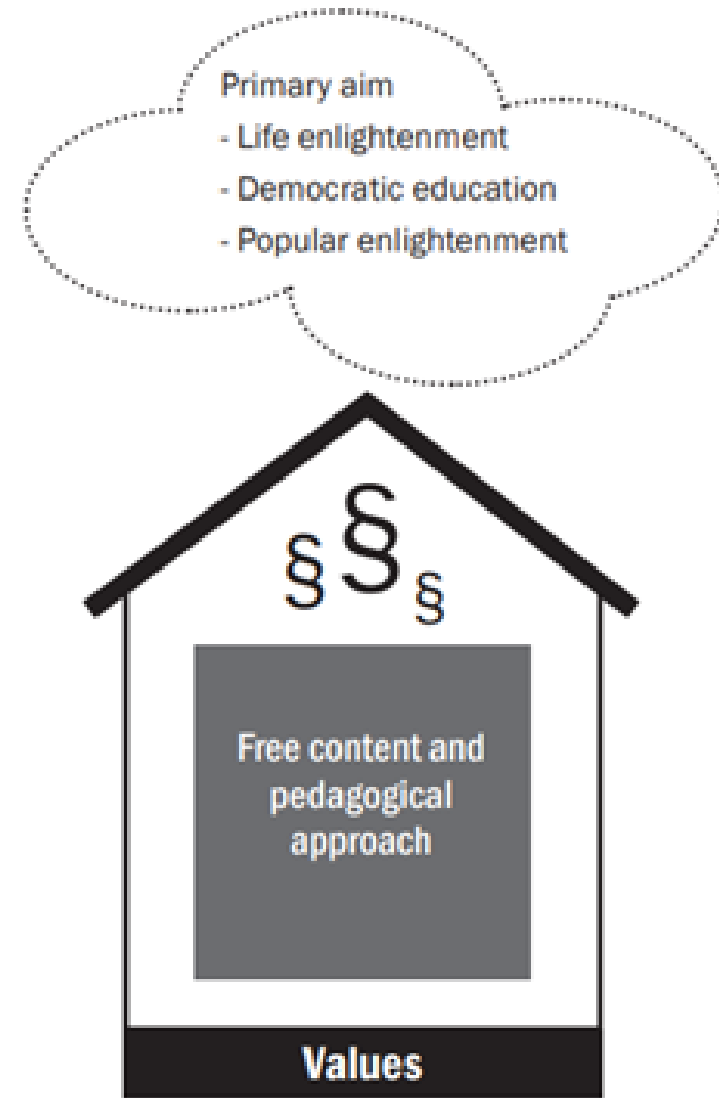 Primary aim
- Life enlightenment
- Democratic education
- Popular enlightenment
§ § §
Free content and
pedagogical
approach
Values